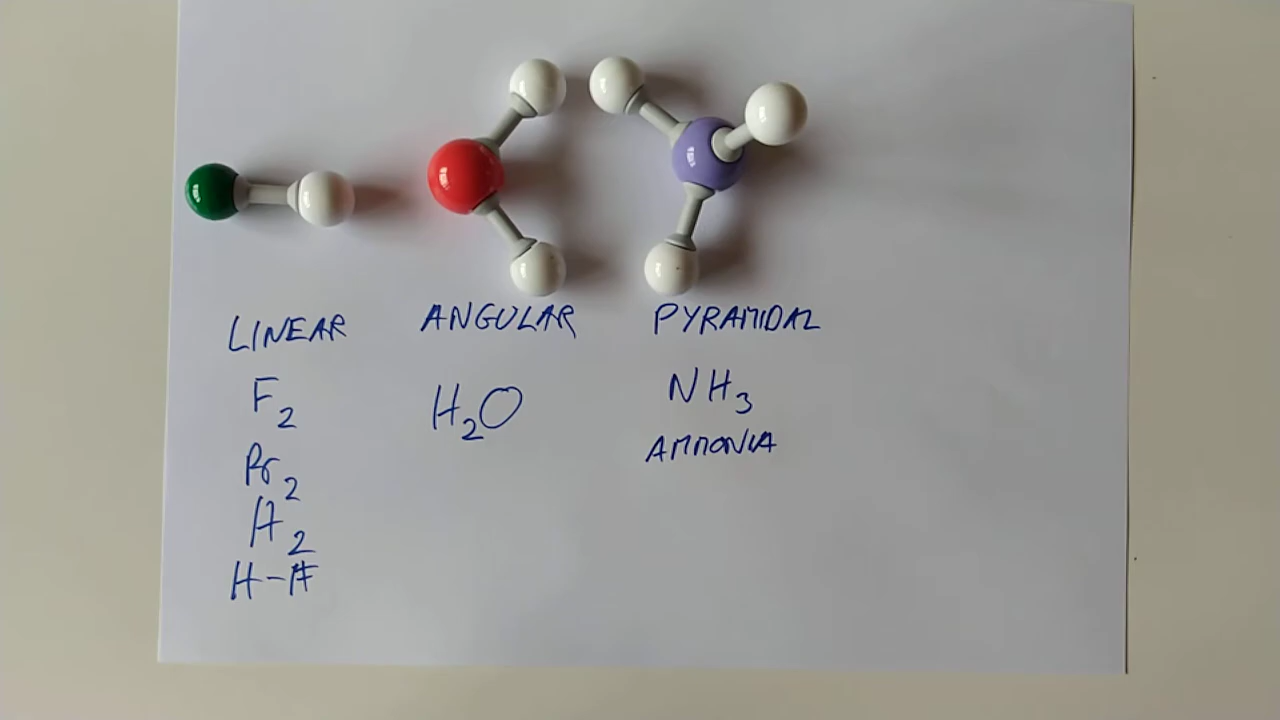 LINEAR
F2
Br2
H2
H-F
ANGULAR
H2O
PYRAMIDAL
NH3
AMMONIA